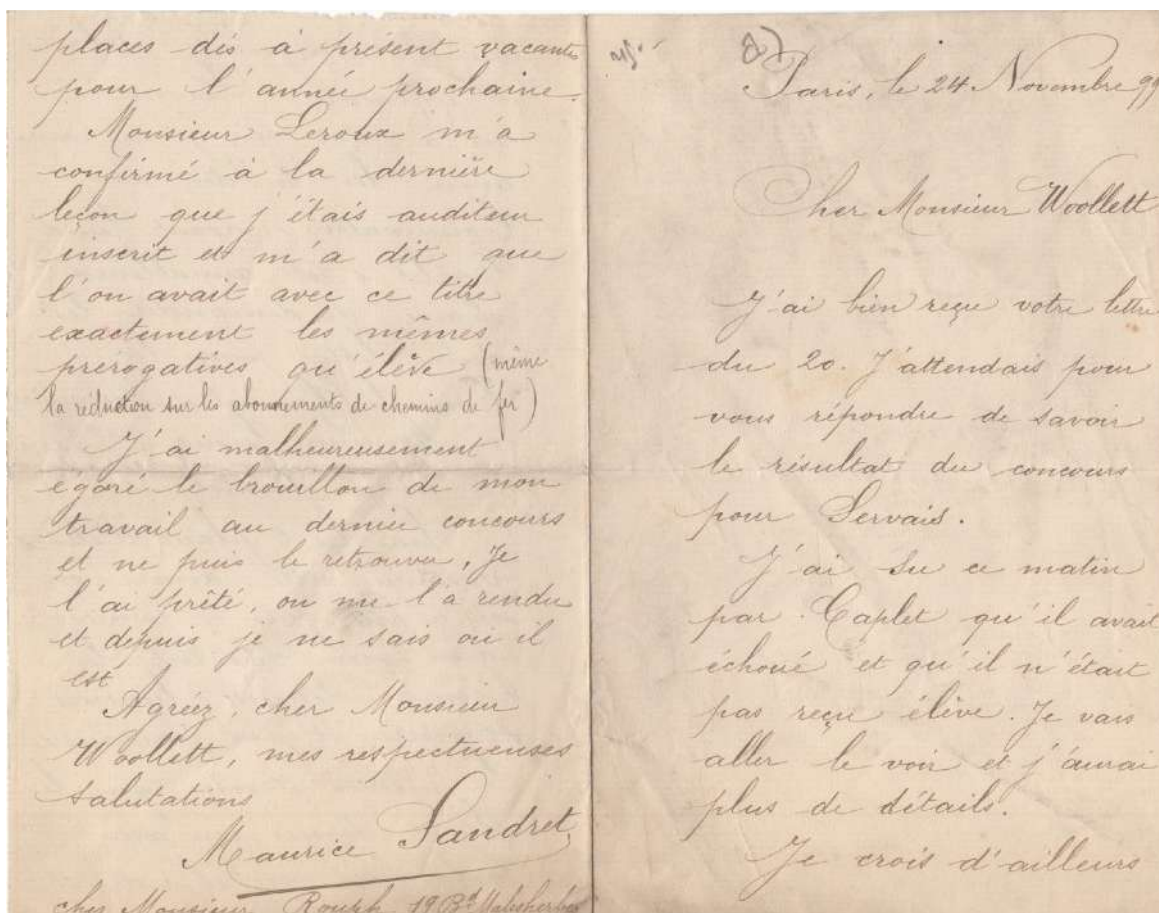 8)
Paris, le 24 Novembre 99
Cher Monsieur Woollett
J'ai bien reçu votre lettre
du 20. J'attendais pour
vous répondre de savoir
le résultat du concours
pour Servais.
J'ai su ce matin
par Caplet qu'il avait
échoué et qu'il n'était
pas reçu élève. Je vais
aller le voir et j'aurai
plus de détails.
Je crois d'ailleurs
places dès à présent vacantes
pour l'année prochaine.
Monsieur Leroux m'a
confirmé à la dernière
leçon que j'étais auditeur
inscrit et m'a dit que
l'on avait avec ce titre
exactement les mêmes
prérogatives qu'élève (même
la réduction sur les abonnements de chemins de fer)
J'ai malheureusement
égaré le brouillon de mon
travail au dernier concours
et ne puis le retrouver. Je
l'ai prêté, on me l'a rendu
et depuis je ne sais où il
est
Agréez, cher Monsieur
Woollett, mes respectueuses
salutations
Maurice Sandret
chez Monsieur 19 Bd Malesherbes